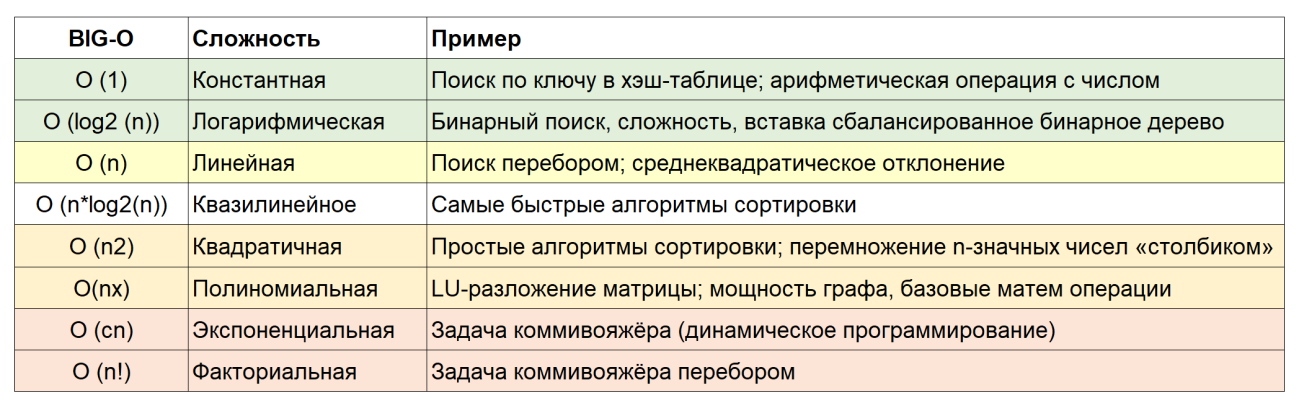 BIG-O Сложность Пример
O (1) Константная Поиск по ключу в хэш-таблице; арифметическая операция с числом
O (log2 (n)) Логарифмическая Бинарный поиск, сложность, вставка сбалансированное бинарное дерево
O (n) Линейная Поиск перебором; среднеквадратическое отклонение
O (n*log2(n)) Квазилинейное Самые быстрые алгоритмы сортировки
O (n2) Квадратичная Простые алгоритмы сортировки; перемножение n-значных чисел «столбиком»
O(nx) Полиномиальная LU-разложение матрицы; мощность графа, базовые матем операции
O (cn) Экспоненциальная Задача коммивояжёра (динамическое программирование)
O (n!) Факториальная Задача коммивояжёра перебором